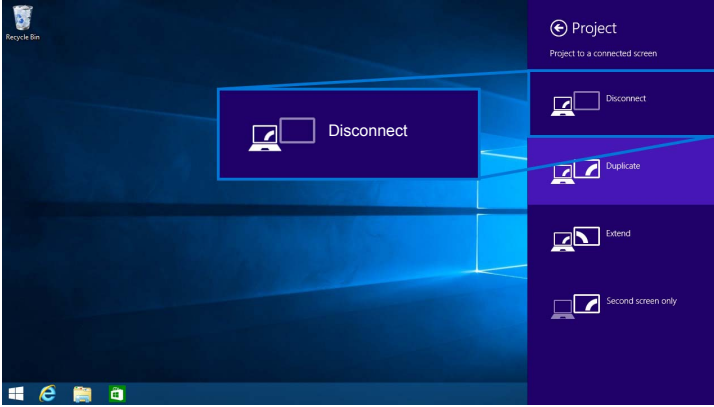 Recycle Bin
Project
Project to a connected screen
Disconnect
Disconnect
Duplicate
Extend
Second screen only